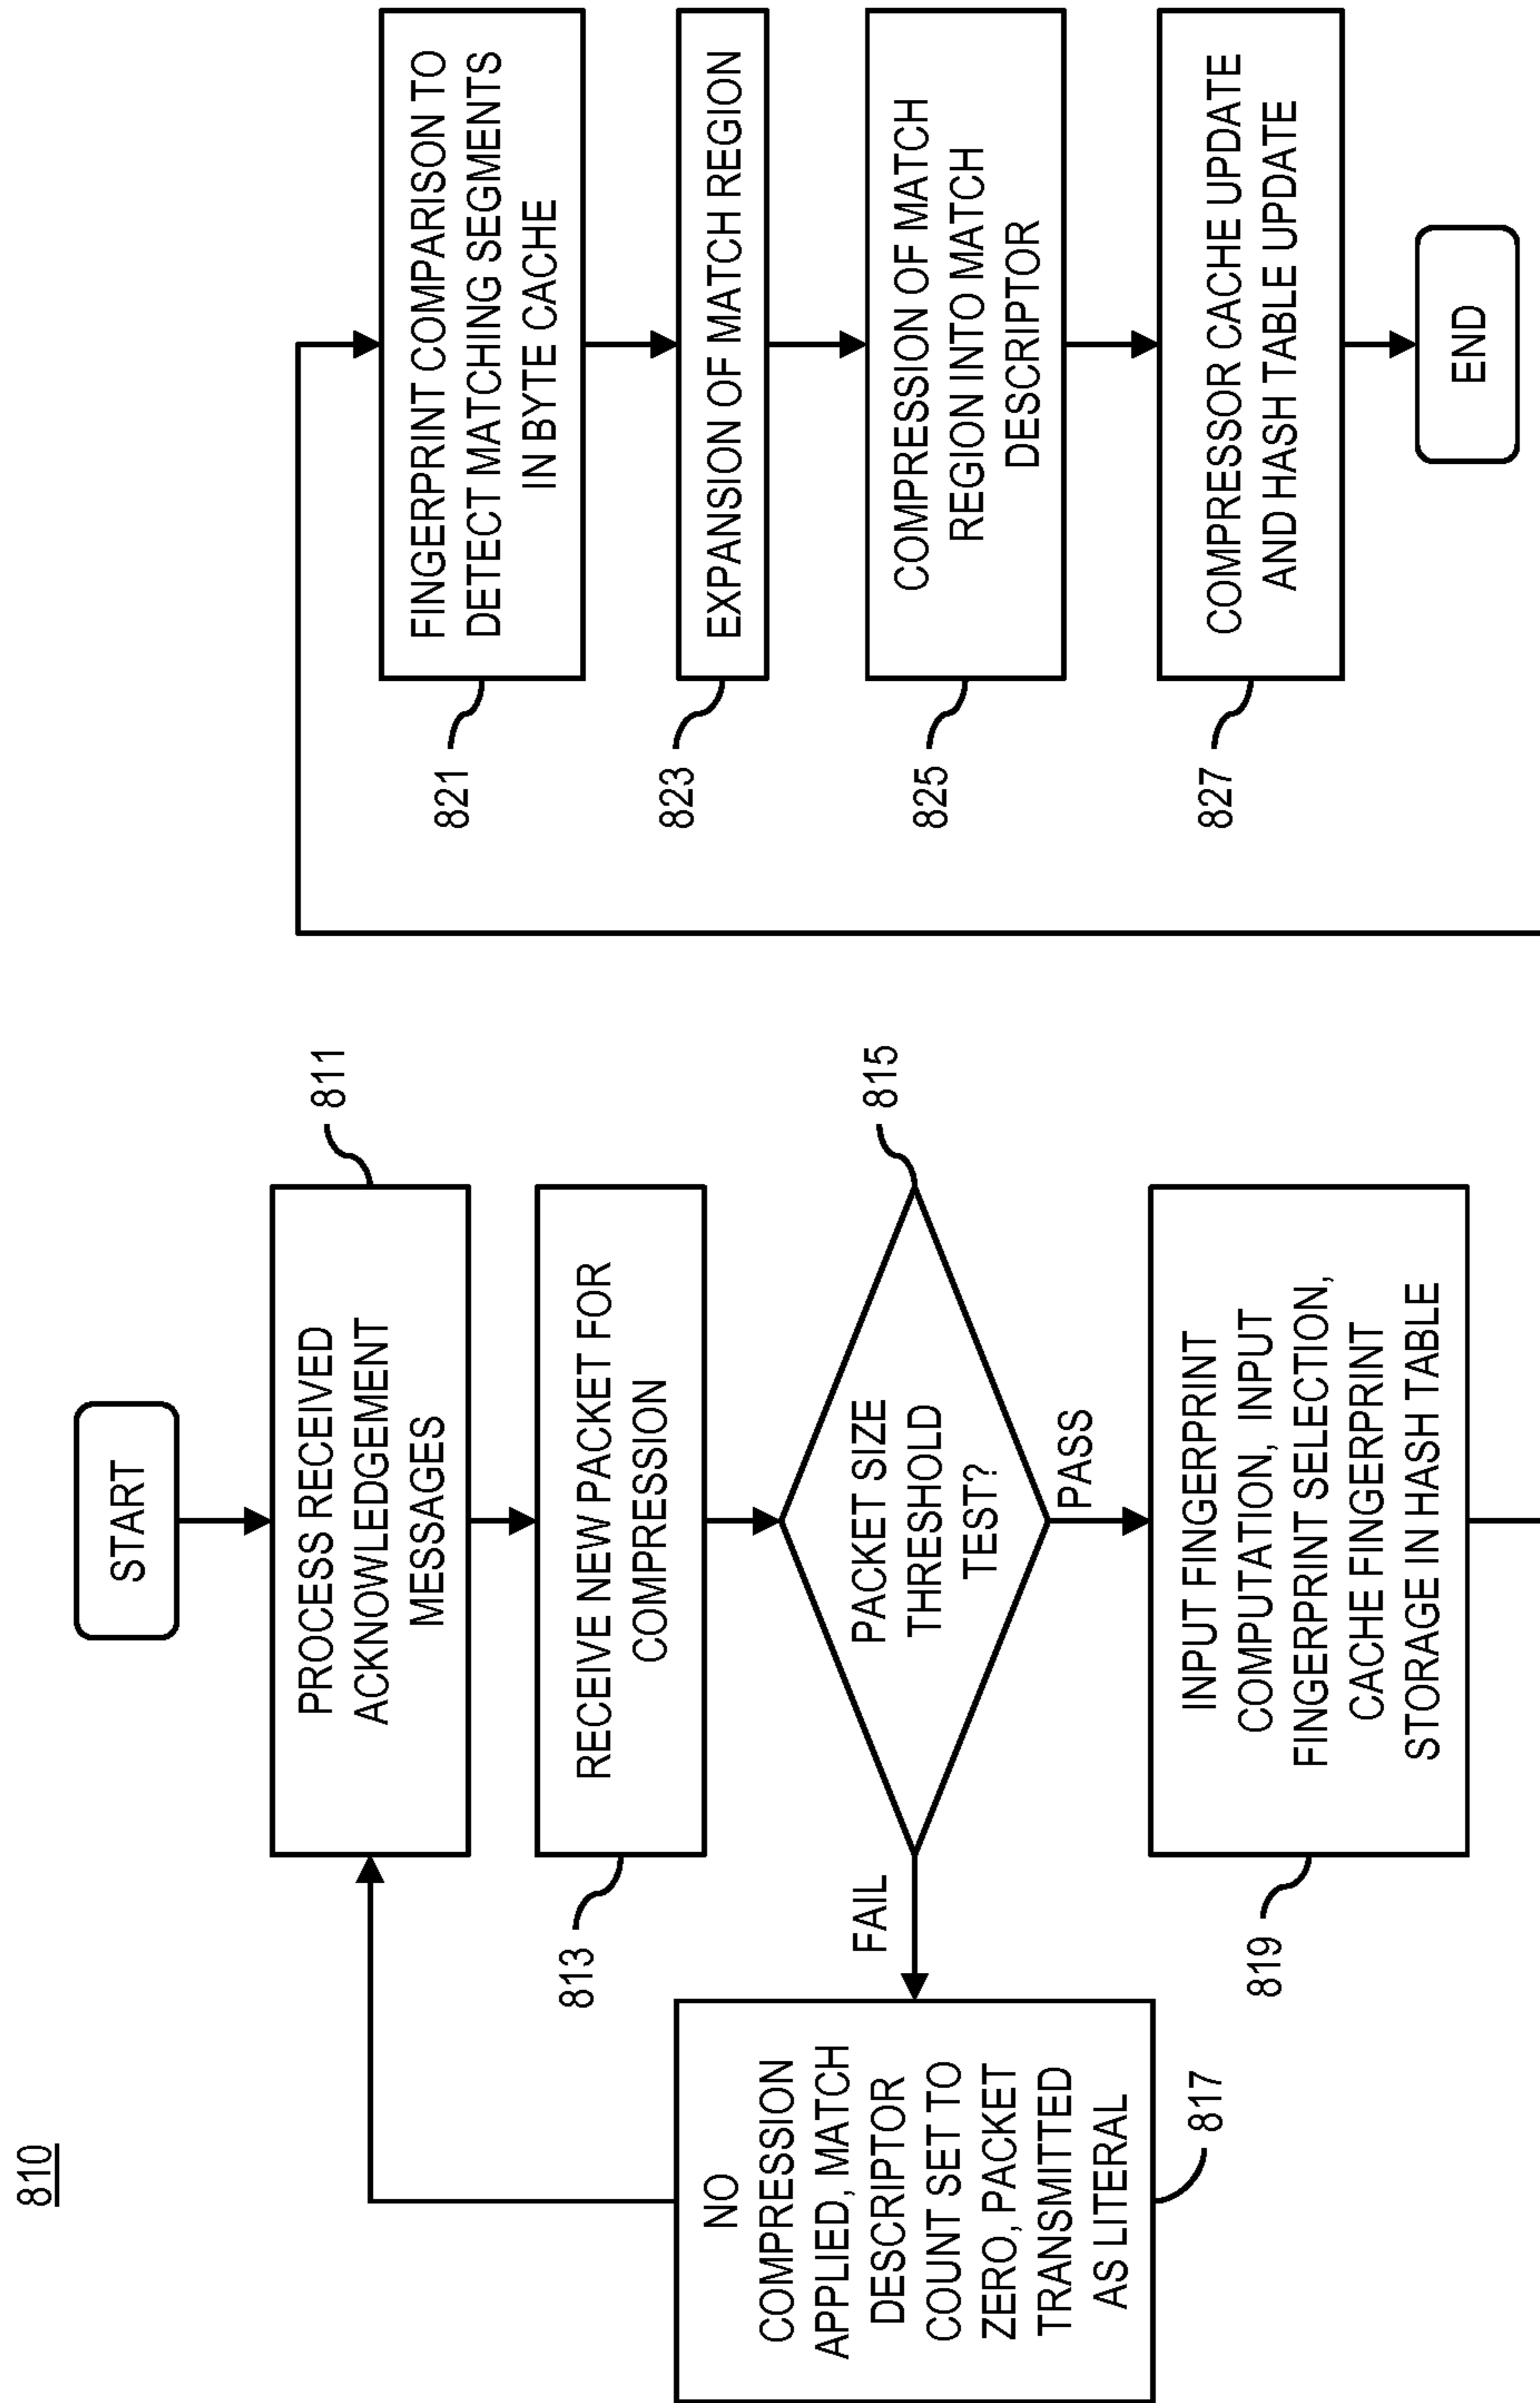 810
START
PROCESS RECEIVED
ACKNOWLEDGEMENT
MESSAGES
811
RECEIVE NEW PACKET FOR
COMPRESSION
813
PACKET SIZE
THRESHOLD
TEST?
815
FAIL
PASS
NO
COMPRESSION
APPLIED, MATCH
DESCRIPTOR
COUNT SET TO
ZERO, PACKET
TRANSMITTED
AS LITERAL
817
INPUT FINGERPRINT
COMPUTATION, INPUT
FINGERPRINT SELECTION,
CACHE FINGERPRINT
STORAGE IN HASH TABLE
819
FINGERPRINT COMPARISON TO
DETECT MATCHING SEGMENTS
IN BYTE CACHE
821
EXPANSION OF MATCH REGION
823
COMPRESSION OF MATCH
REGION INTO MATCH
DESCRIPTOR
825
COMPRESSOR CACHE UPDATE
AND HASH TABLE UPDATE
827
END